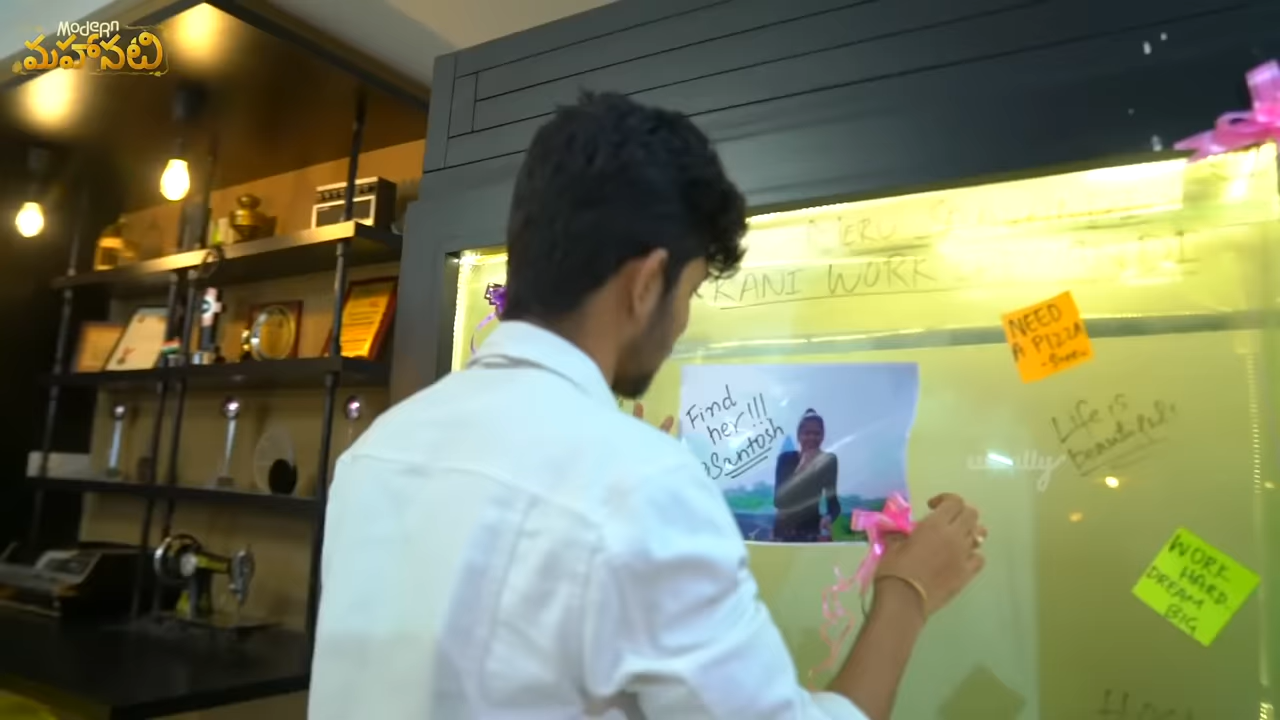 Modern
మహానటి
RANI WORK
NEED
A PIZZA
Find
her!!!
Santosh
Life is
beautiful
WORK
HARD.
DREAM
BIG